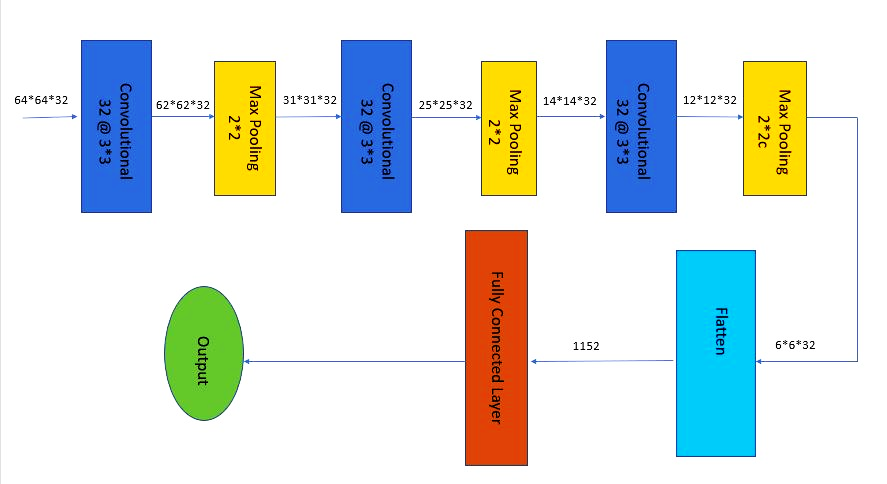 64*64*32
Convolutional
32 @ 3*3
62*62*32
Max Pooling
2*2
31*31*32
Convolutional
32 @ 3*3
25*25*32
Max Pooling
2*2
14*14*32
Convolutional
32 @ 3*3
12*12*32
Max Pooling
2*2c
6*6*32
Flatten
1152
Fully Connected Layer
Output